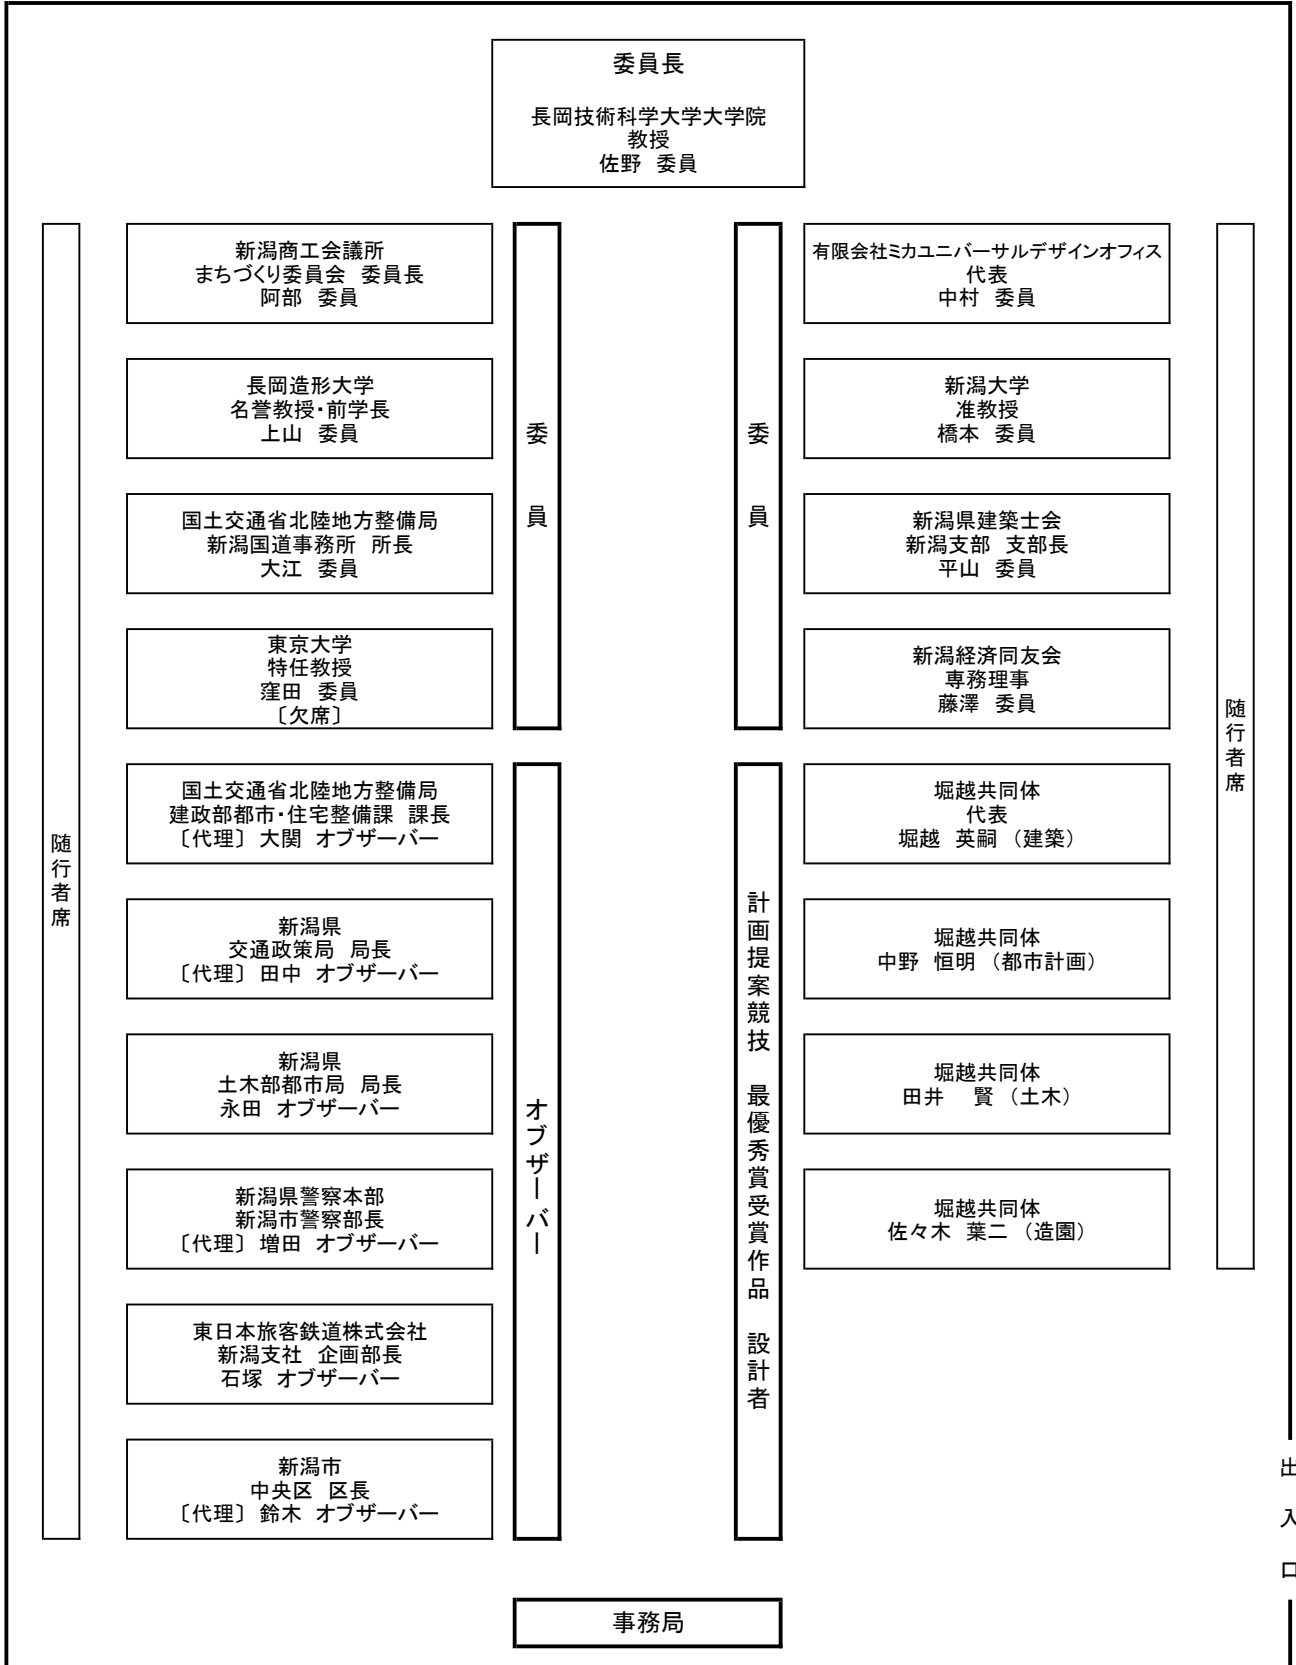 委員長
長岡技術科学大学大学院
教授
佐野 委員
随行者席
新潟商工会議所
まちづくり委員会 委員長
阿部 委員
長岡造形大学
名誉教授・前学長
上山 委員
国土交通省北陸地方整備局
新潟国道事務所 所長
大江 委員
東京大学
特任教授
窪田 委員
〔欠席〕
国土交通省北陸地方整備局
建政部都市・住宅整備課 課長
〔代理〕 大関 オブザーバー
新潟県
交通政策局 局長
〔代理〕 田中 オブザーバー
新潟県
土木部都市局 局長
永田 オブザーバー
新潟県警察本部
新潟市警察部長
〔代理〕 増田 オブザーバー
東日本旅客鉄道株式会社
新潟支社 企画部長
石塚 オブザーバー
新潟市
中央区 区長
〔代理〕 鈴木 オブザーバー
委員
オブザーバー
委員
計画提案競技 最優秀賞受賞作品 設計者
有限会社ミカユニバーサルデザインオフィス
代表
中村 委員
新潟大学
准教授
橋本 委員
新潟県建築士会
新潟支部 支部長
平山 委員
新潟経済同友会
専務理事
藤澤 委員
堀越共同体
代表
堀越 英嗣 （建築）
堀越共同体
中野 恒明 （都市計画）
堀越共同体
田井 賢 （土木）
堀越共同体
佐々木 葉二 （造園）
随行者席
出入口
事務局